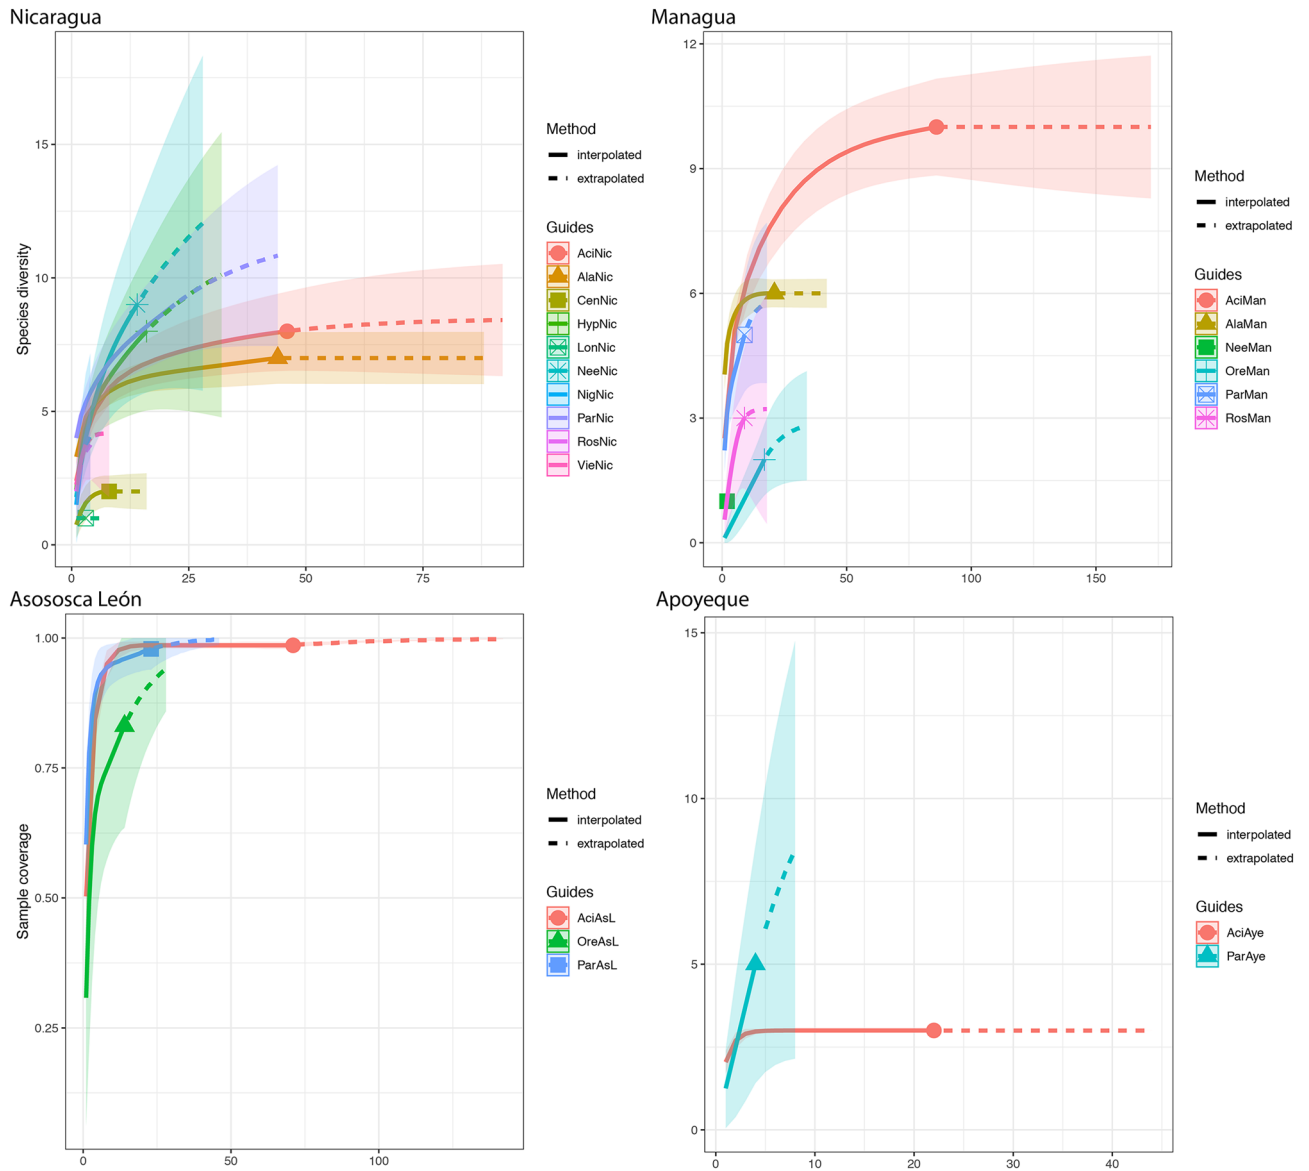 Nicaragua
Species diversity
15
10
5
0
0 25 50 75
Method
interpolated
extrapolated
Guides
AciNic
AlaNic
CenNic
HypNic
LonNic
NeeNic
NigNic
ParNic
RosNic
VieNic
Managua
12
9
6
3
0
0 50 100 150
Method
interpolated
extrapolated
Guides
AciMan
AlaMan
NeeMan
OreMan
ParMan
RosMan
Asososca León
Sample coverage
1.00
0.75
0.50
0.25
0 50 100
Method
interpolated
extrapolated
Guides
AciAsL
OreAsL
ParAsL
Apoyeque
15
10
5
0
0 10 20 30 40
Method
interpolated
extrapolated
Guides
AciAye
ParAye